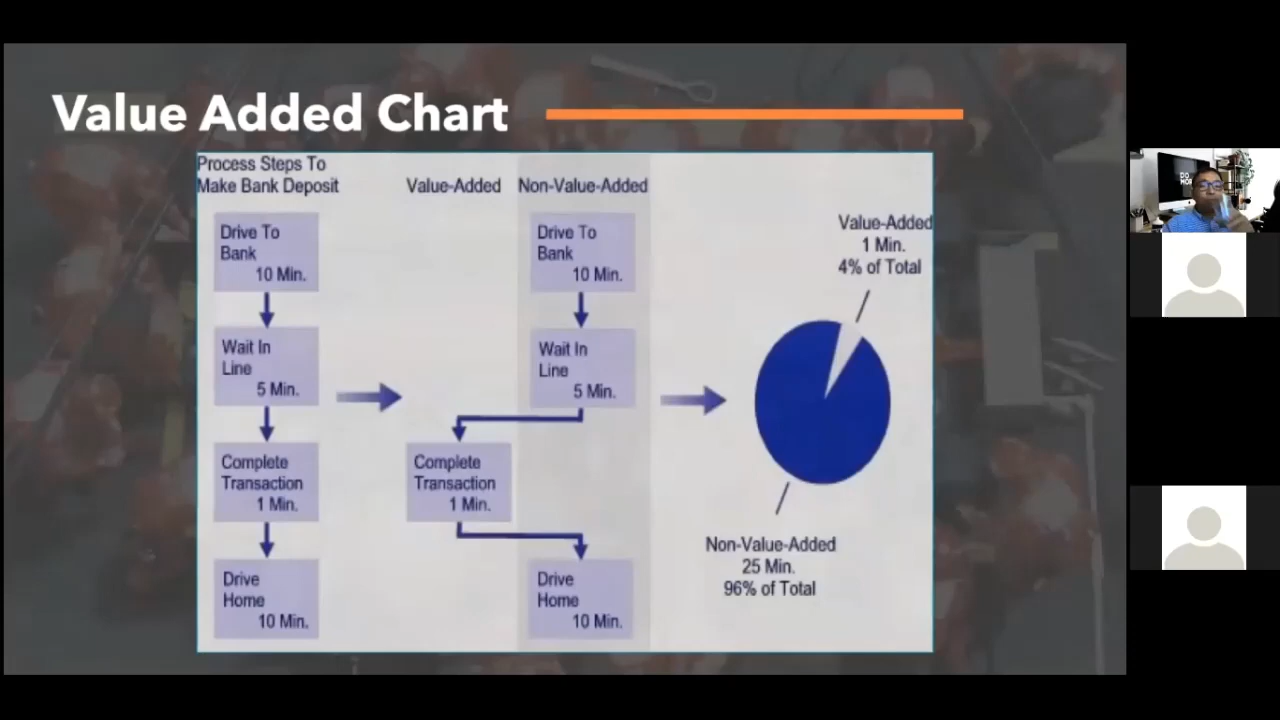 Value Added Chart
Process Steps To
Make Bank Deposit
Value-Added
Non-Value-Added
Drive To
Bank
10 Min.
Wait In
Line
5 Min.
Complete
Transaction
1 Min.
Drive
Home
10 Min.
Complete
Transaction
1 Min.
Drive To
Bank
10 Min.
Wait In
Line
5 Min.
Drive
Home
10 Min.
Value-Added
1 Min.
4% of Total
Non-Value-Added
25 Min.
96% of Total